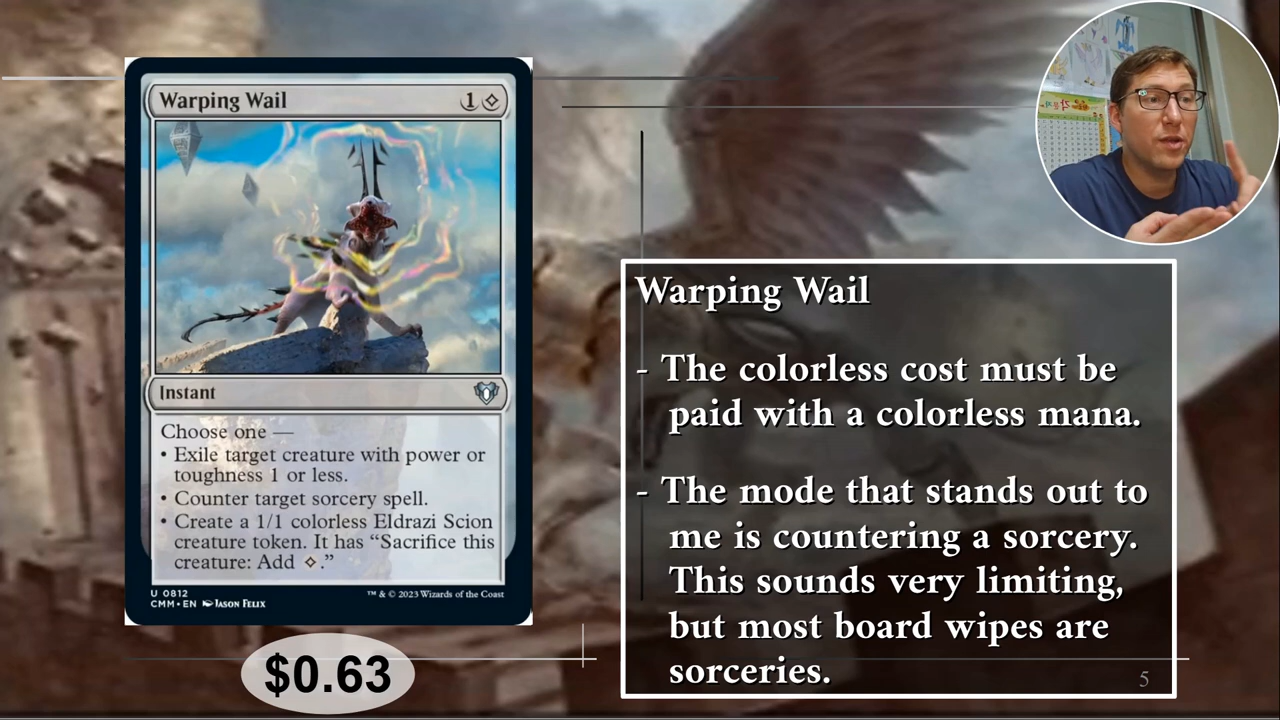 Warping Wail
1
Instant
Choose one —
• Exile target creature with power or
toughness 1 or less.
• Counter target sorcery spell.
• Create a 1/1 colorless Eldrazi Scion
creature token. It has “Sacrifice this
creature: Add .”
U 0812
CMM • EN JASON FELIX
™ & © 2023 Wizards of the Coast
$0.63
Warping Wail
- The colorless cost must be
paid with a colorless mana.
- The mode that stands out to
me is countering a sorcery.
This sounds very limiting,
but most board wipes are
sorceries.
5